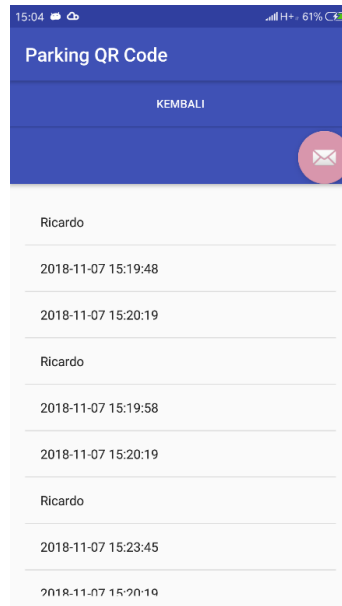 15:04 H+ 61%
Parking QR Code
KEMBALI
Ricardo
2018-11-07 15:19:48
2018-11-07 15:20:19
Ricardo
2018-11-07 15:19:58
2018-11-07 15:20:19
Ricardo
2018-11-07 15:23:45
2018-11-07 15:20:19